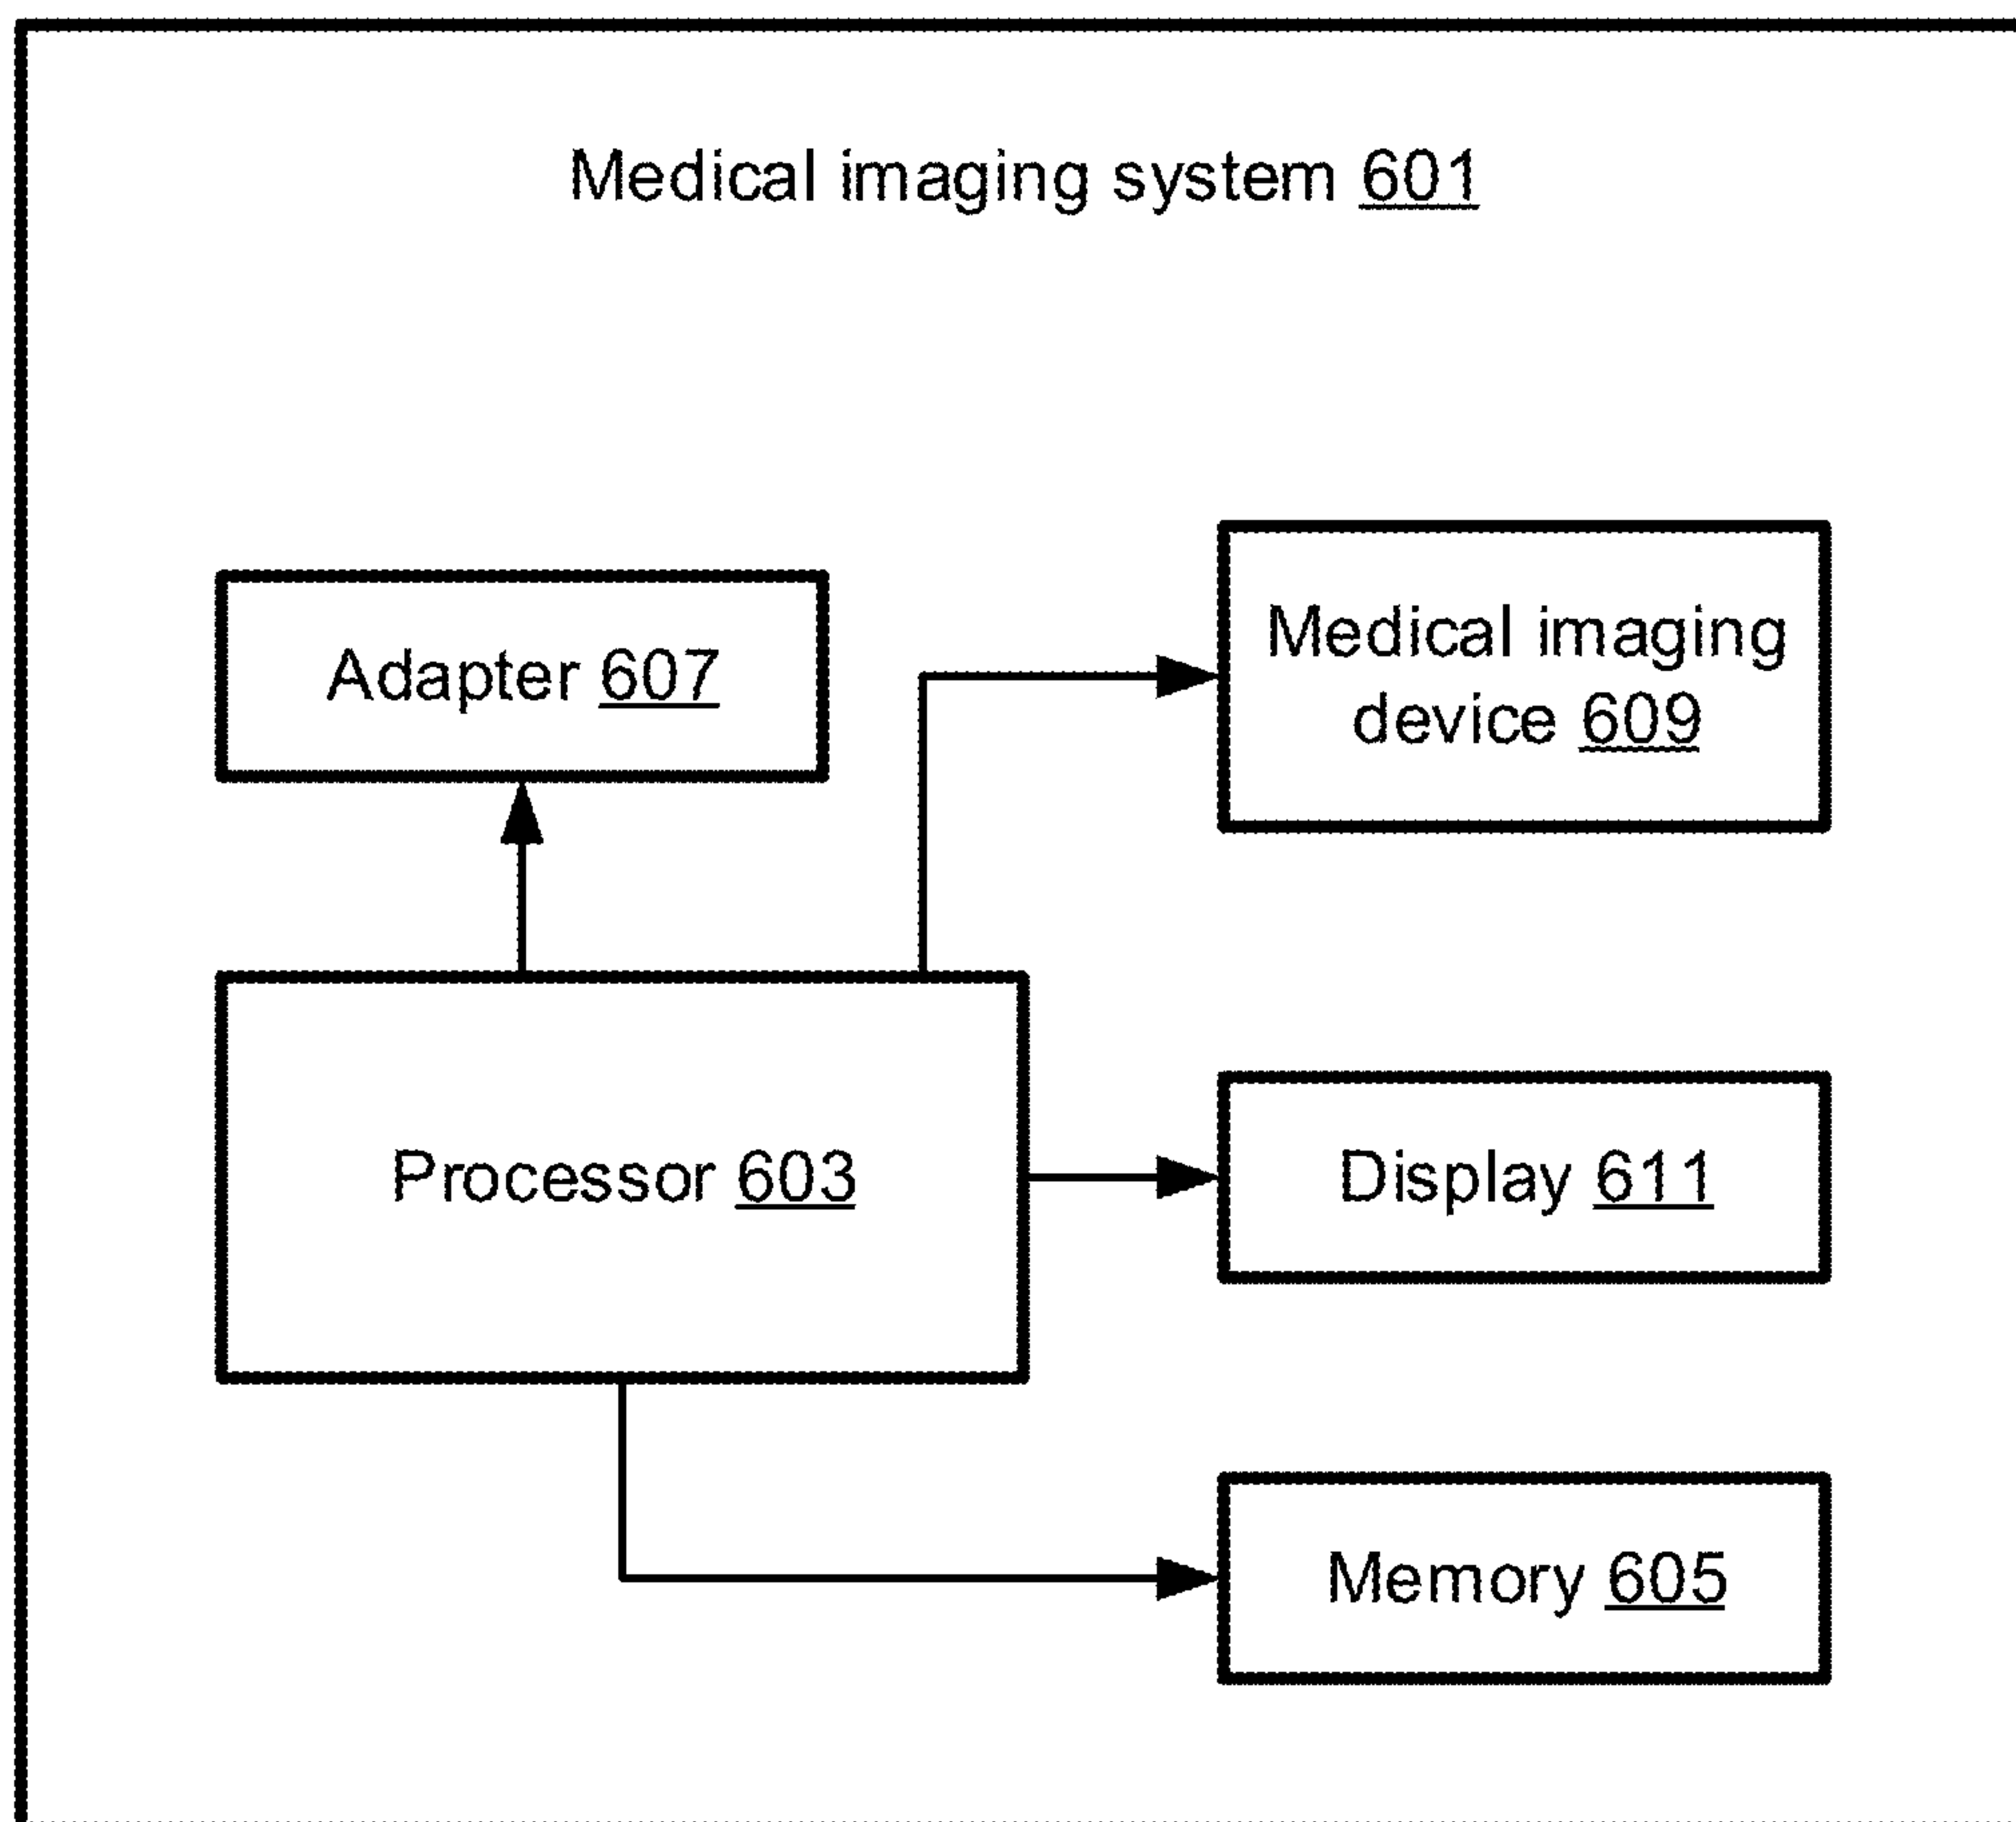 Medical imaging system 601
Adapter 607
Medical imaging
device 609
Processor 603
Display 611
Memory 605